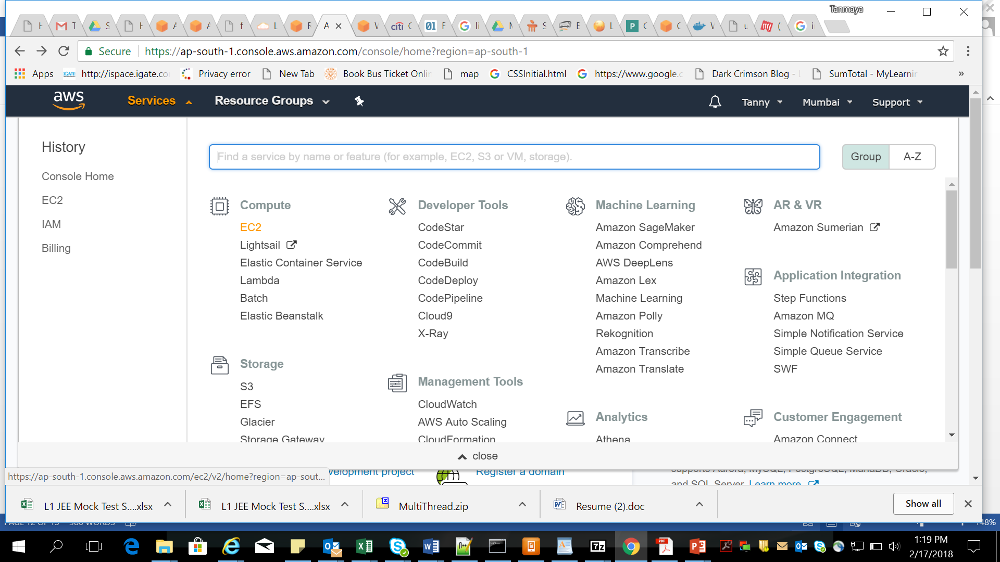 Tanmaya
Secure
https://ap-south-1.console.aws.amazon.com/console/home?region=ap-south-1
Apps
http://ispace.igate.co
Privacy error
New Tab
Book Bus Ticket Onlin
map
CSSInitial.html
https://www.google.c
Dark Crimson Blog -
SumTotal - MyLearnin
»
aws
Services
Resource Groups
Tanny
Mumbai
Support
History
Console Home
EC2
IAM
Billing
Find a service by name or feature (for example, EC2, S3 or VM, storage).
Group
A-Z
Compute
EC2
Lightsail
Elastic Container Service
Lambda
Batch
Elastic Beanstalk
Storage
S3
EFS
Glacier
Storage Gateway
Developer Tools
CodeStar
CodeCommit
CodeBuild
CodeDeploy
CodePipeline
Cloud9
X-Ray
Management Tools
CloudWatch
AWS Auto Scaling
CloudFormation
Machine Learning
Amazon SageMaker
Amazon Comprehend
AWS DeepLens
Amazon Lex
Machine Learning
Amazon Polly
Rekognition
Amazon Transcribe
Amazon Translate
Analytics
Athena
AR & VR
Amazon Sumerian
Application Integration
Step Functions
Amazon MQ
Simple Notification Service
Simple Queue Service
SWF
Customer Engagement
Amazon Connect
close
https://ap-south-1.console.aws.amazon.com/ec2/v2/home?region=ap-sout...
velopment project
Register a domain
supports Aurora, MySQL, PostgreSQL, MariaDB, Oracle,
and SQL Server. Learn more
L1 JEE Mock Test S....xlsx
L1 JEE Mock Test S....xlsx
MultiThread.zip
Resume (2).doc
Show all
148%
1:19 PM
2/17/2018